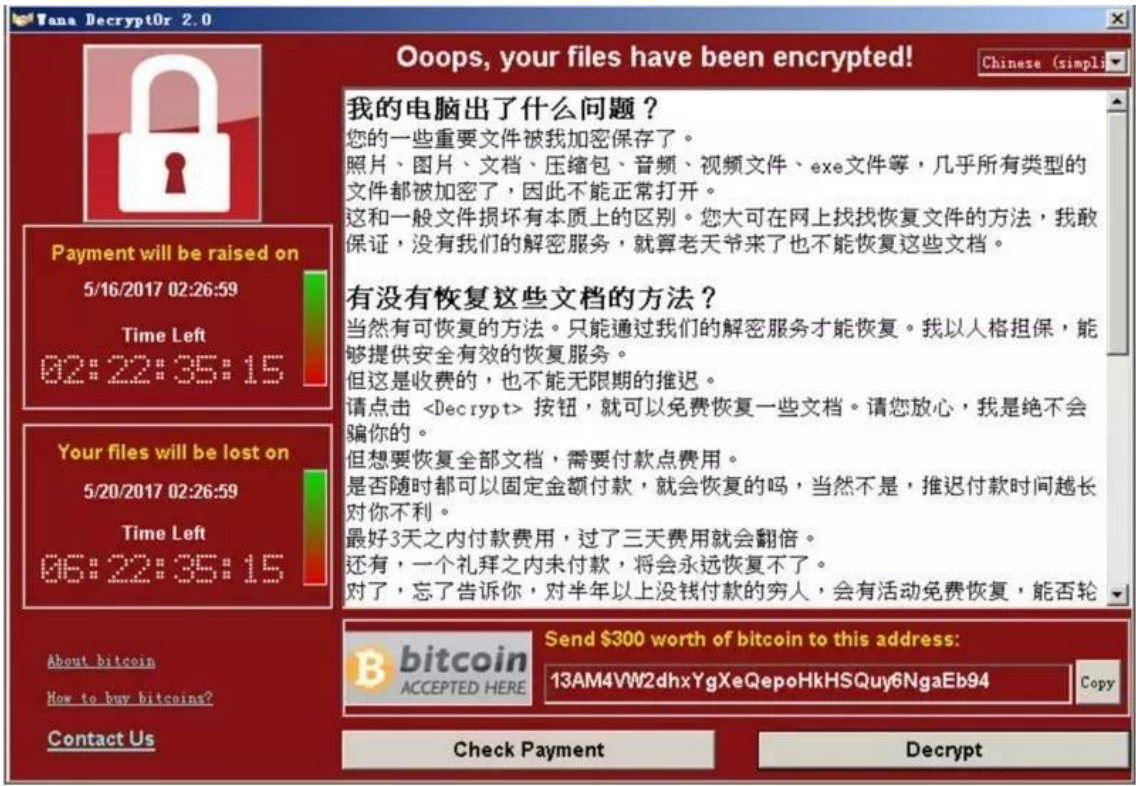 Wana Decrypt0r 2.0
Ooops, your files have been encrypted!
Chinese (simpli
我的电脑出了什么问题？
您的一些重要文件被我加密保存了。
照片、图片、文档、压缩包、音频、视频文件、exe文件等，几乎所有类型的
文件都被加密了，因此不能正常打开。
这和一般文件损坏有本质上的区别。您大可在网上找找恢复文件的方法，我敢
保证，没有我们的解密服务，就算老天爷来了也不能恢复这些文档。
有没有恢复这些文档的方法？
当然有可恢复的方法。只能通过我们的解密服务才能恢复。我以人格担保，能
够提供安全有效的恢复服务。
但这是收费的，也不能无限期的推迟。
请点击 <Decrypt> 按钮，就可以免费恢复一些文档。请您放心，我是绝不会
骗你的。
但想要恢复全部文档，需要付款点费用。
是否随时都可以固定金额付款，就会恢复的吗，当然不是，推迟付款时间越长
对你不利。
最好3天之内付款费用，过了三天费用就会翻倍。
还有，一个礼拜之内未付款，将会永远恢复不了。
对了，忘了告诉你，对半年以上没钱付款的穷人，会有活动免费恢复，能否轮
Payment will be raised on
5/16/2017 02:26:59
Time Left
02:22:35:15
Your files will be lost on
5/20/2017 02:26:59
Time Left
06:22:35:15
About bitcoin
How to buy bitcoins?
Contact Us
bitcoin
ACCEPTED HERE
Send $300 worth of bitcoin to this address:
13AM4VW2dhxYgXeQepoHkHSQuy6NgaEb94
Copy
Check Payment
Decrypt